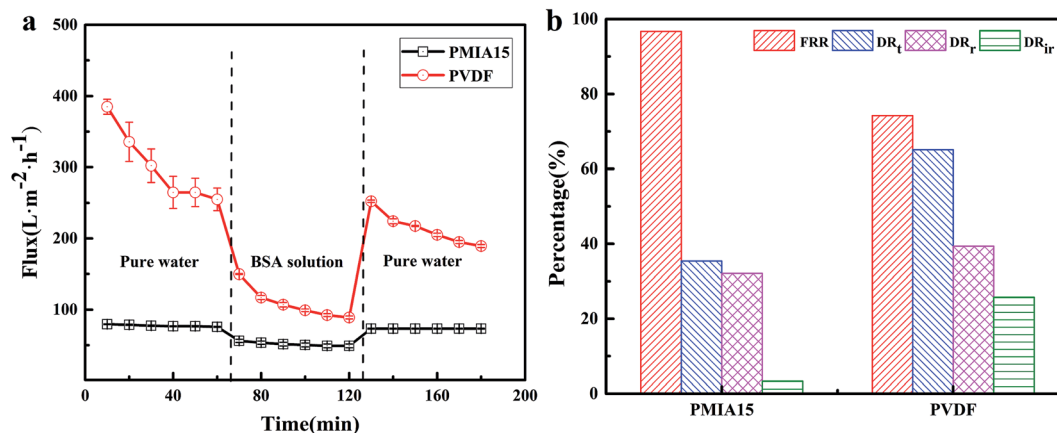 a
Flux(L·m⁻²·h⁻¹)
500
400
300
200
100
0
PMIA15
PVDF
Pure water
BSA solution
Pure water
0 40 80 120 160 200
Time(min)
b
Percentage(%)
100
80
60
40
20
0
FRR DRt DRr DRir
PMIA15 PVDF